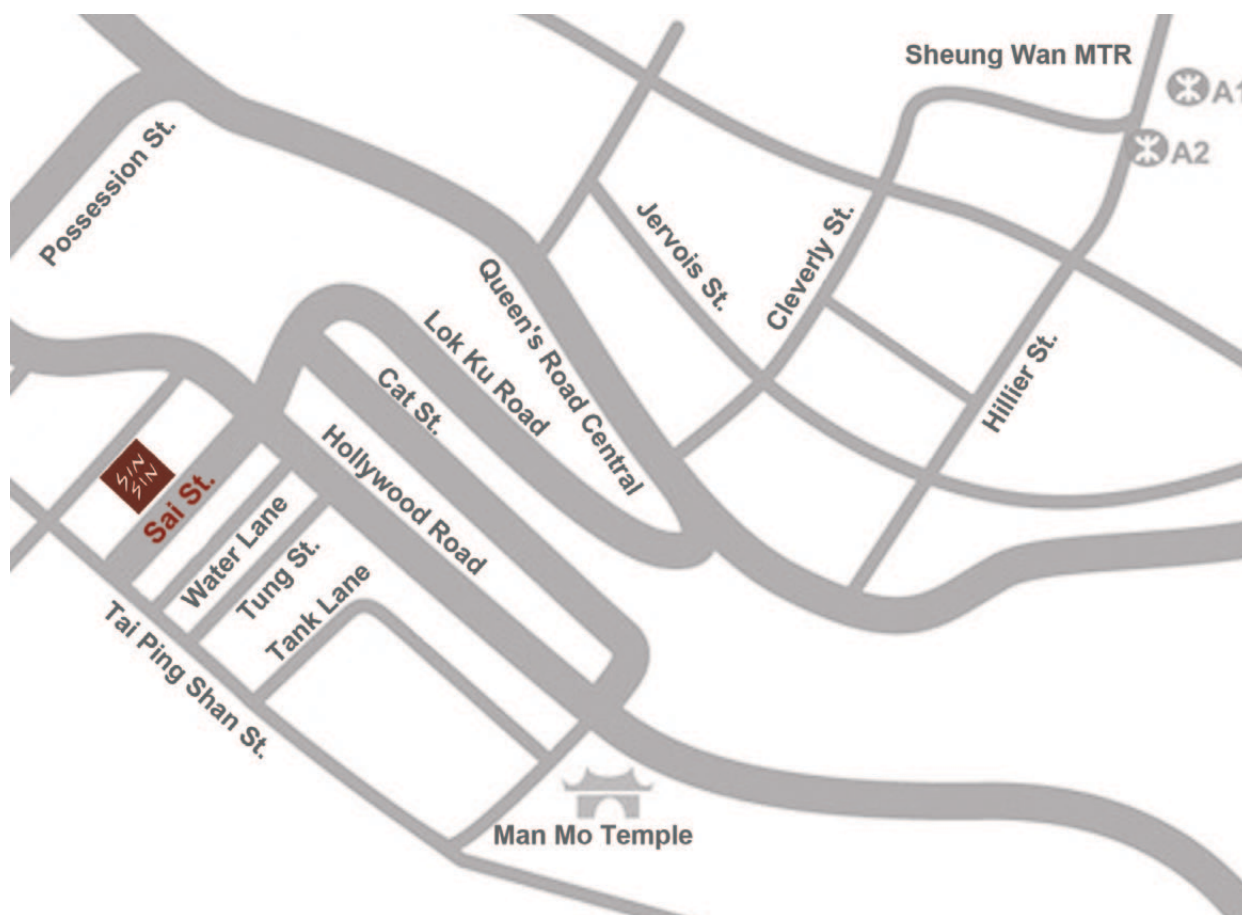 Sheung Wan MTR
A1
A2
Possession St.
Jervois St.
Cleverly St.
Queen's Road Central
Lok Ku Road
Cat St.
Hillier St.
Hollywood Road
SIN
SIN
Sai St.
Water Lane
Tung St.
Tank Lane
Tai Ping Shan St.
Man Mo Temple